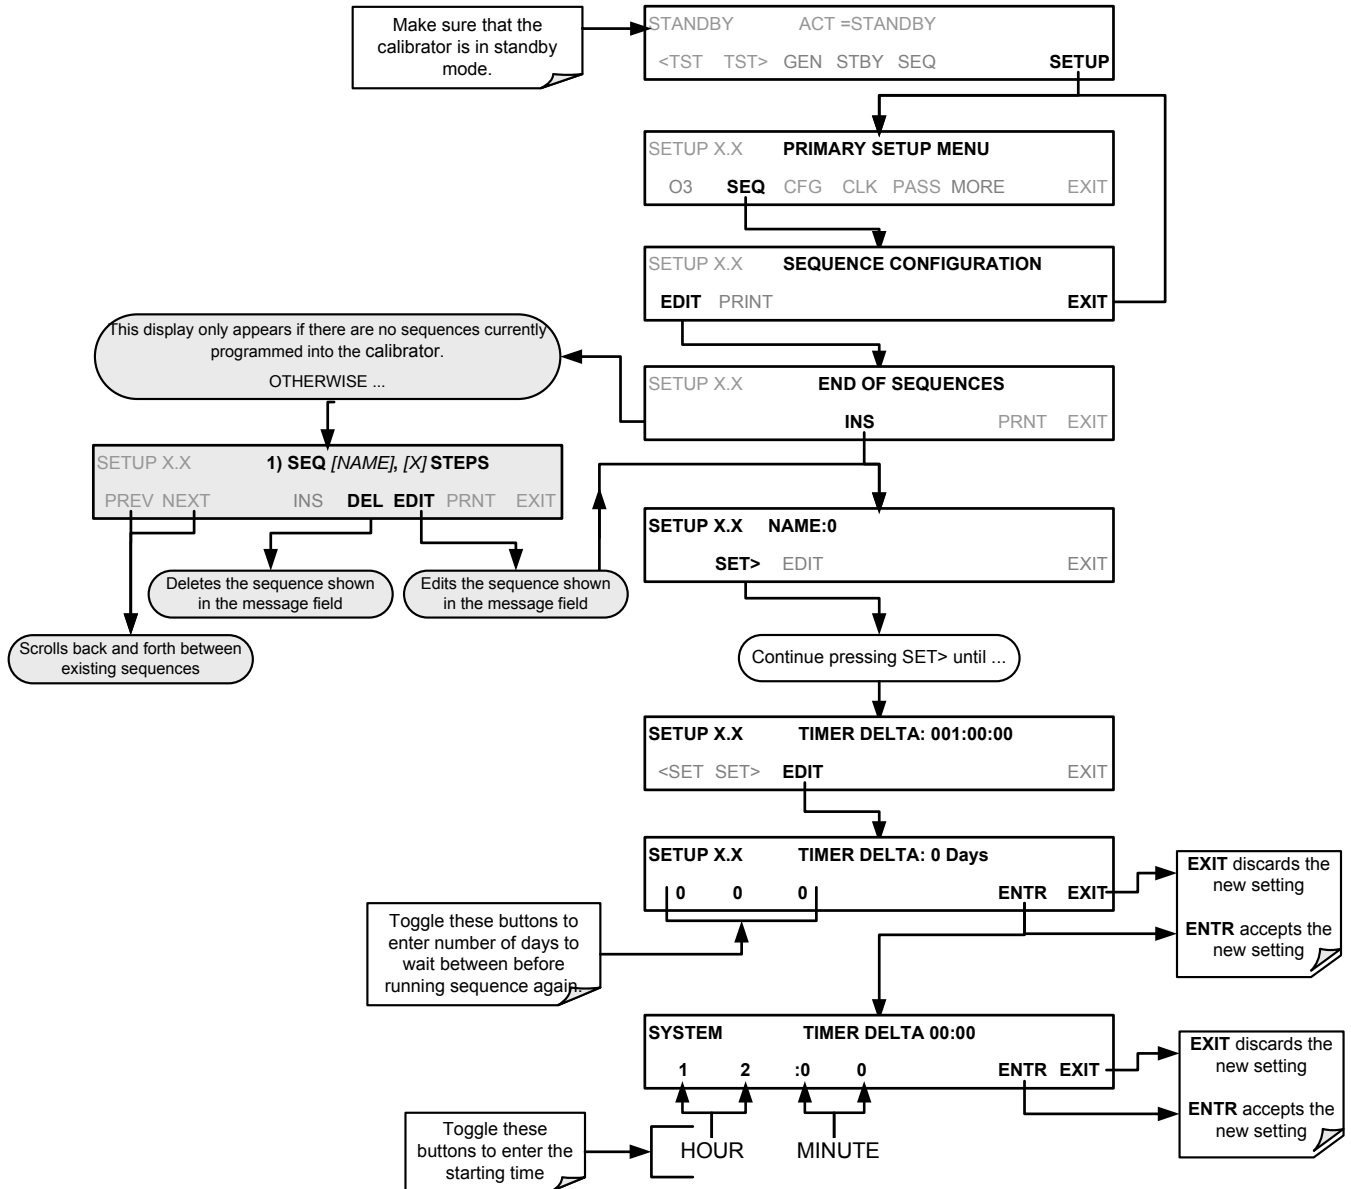 Make sure that the
calibrator is in standby
mode.
STANDBY ACT =STANDBY
<TST TST> GEN STBY SEQ SETUP
SETUP X.X PRIMARY SETUP MENU
O3 SEQ CFG CLK PASS MORE EXIT
SETUP X.X SEQUENCE CONFIGURATION
EDIT PRINT EXIT
This display only appears if there are no sequences currently
programmed into the calibrator.
OTHERWISE ...
SETUP X.X END OF SEQUENCES
INS PRNT EXIT
SETUP X.X 1) SEQ [NAME], [X] STEPS
PREV NEXT INS DEL EDIT PRNT EXIT
Deletes the sequence shown
in the message field
Edits the sequence shown
in the message field
Scrolls back and forth between
existing sequences
SETUP X.X NAME:0
SET> EDIT EXIT
Continue pressing SET> until ...
SETUP X.X TIMER DELTA: 001:00:00
<SET SET> EDIT EXIT
SETUP X.X TIMER DELTA: 0 Days
0 0 0 ENTR EXIT
EXIT discards the
new setting
ENTR accepts the
new setting
Toggle these buttons to
enter number of days to
wait between before
running sequence again.
SYSTEM TIMER DELTA 00:00
1 2 :0 0 ENTR EXIT
EXIT discards the
new setting
ENTR accepts the
new setting
Toggle these
buttons to enter the
starting time
HOUR MINUTE